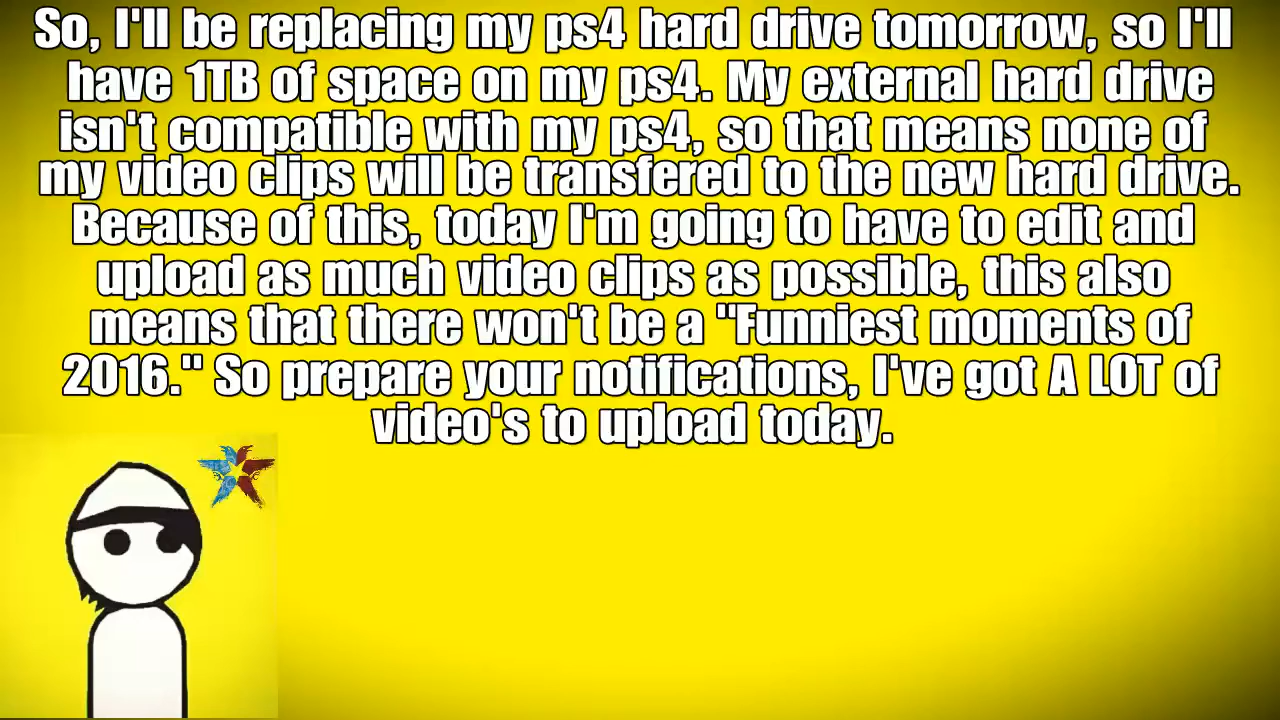 So, I'll be replacing my ps4 hard drive tomorrow, so I'll
have 1TB of space on my ps4. My external hard drive
isn't compatible with my ps4, so that means none of
my video clips will be transfered to the new hard drive.
Because of this, today I'm going to have to edit and
upload as much video clips as possible, this also
means that there won't be a "Funniest moments of
2016." So prepare your notifications, I've got A LOT of
video's to upload today.